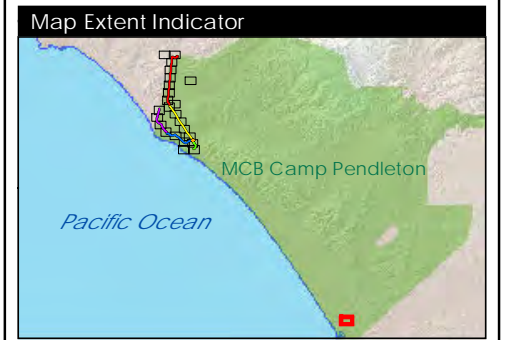 Map Extent Indicator
MCB Camp Pendleton
Pacific Ocean